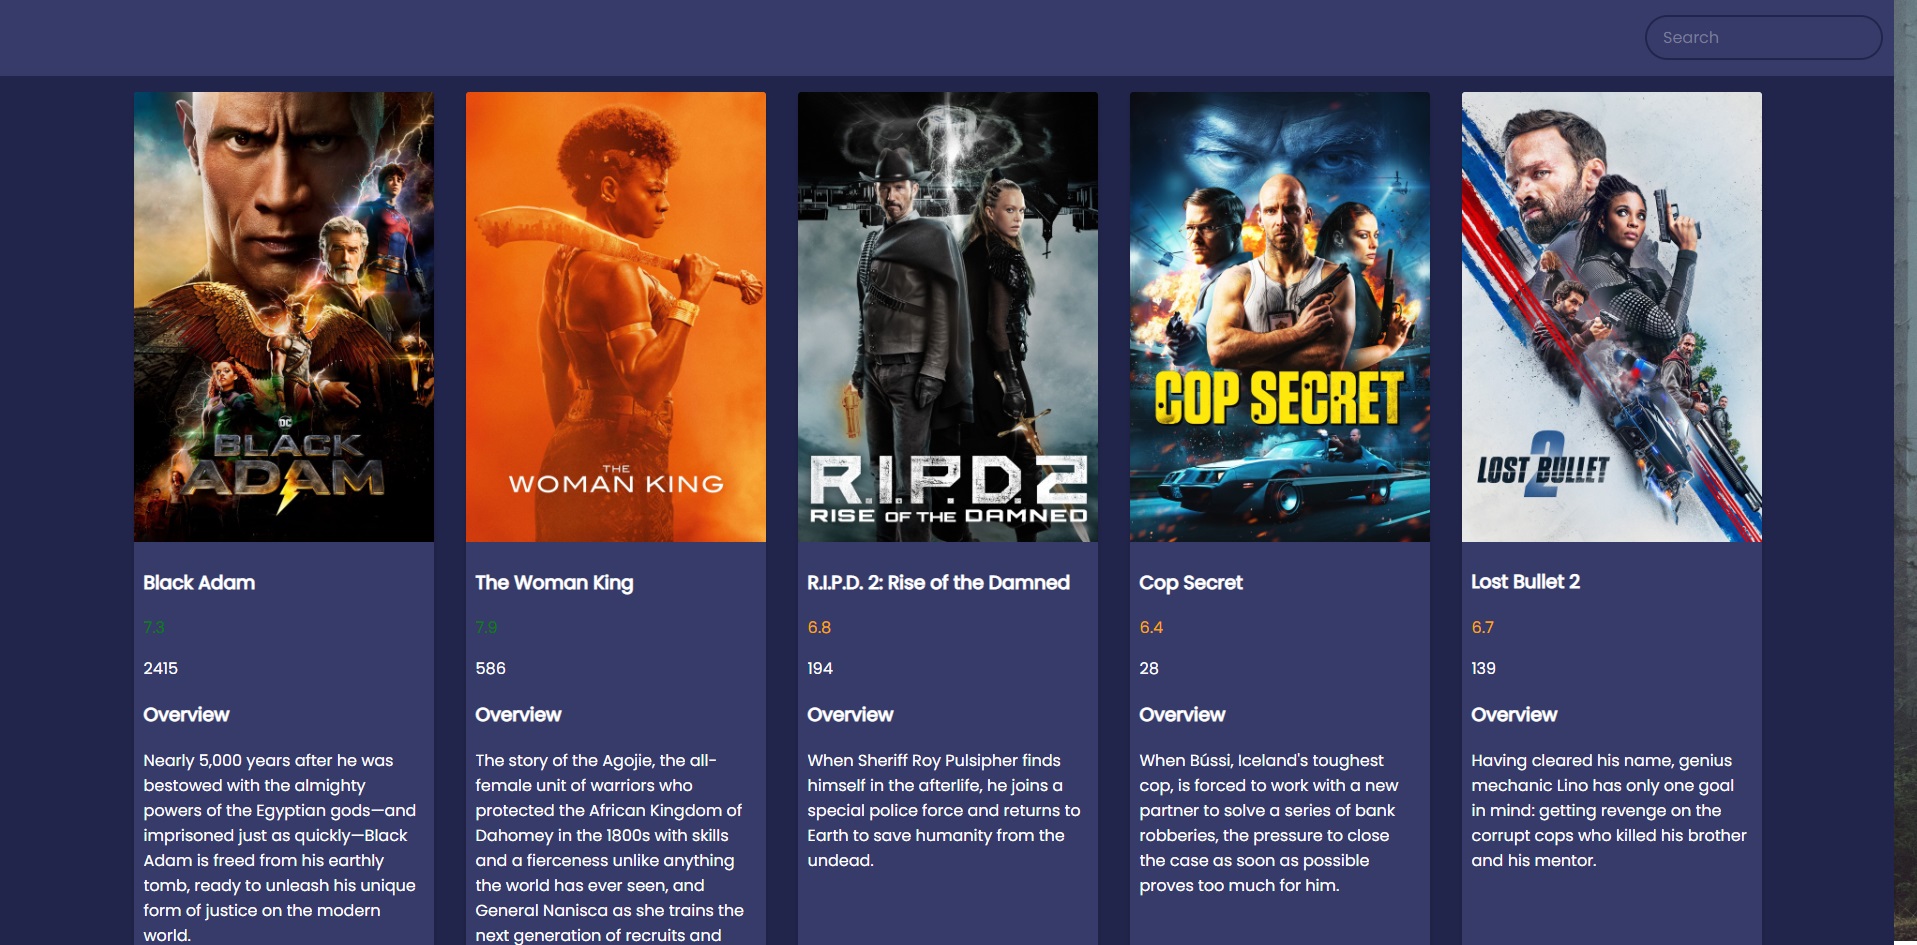 Search
DC
BLACK
ADAM
THE
WOMAN KING
R.I.P.D.2
RISE OF THE DAMNED
COP SECRET
LOST BULLET
2
Black Adam
7.3
2415
Overview
Nearly 5,000 years after he was
bestowed with the almighty
powers of the Egyptian gods—and
imprisoned just as quickly—Black
Adam is freed from his earthly
tomb, ready to unleash his unique
form of justice on the modern
world.
The Woman King
7.9
586
Overview
The story of the Agojie, the all-
female unit of warriors who
protected the African Kingdom of
Dahomey in the 1800s with skills
and a fierceness unlike anything
the world has ever seen, and
General Nanisca as she trains the
next generation of recruits and
R.I.P.D. 2: Rise of the Damned
6.8
194
Overview
When Sheriff Roy Pulsipher finds
himself in the afterlife, he joins a
special police force and returns to
Earth to save humanity from the
undead.
Cop Secret
6.4
28
Overview
When Bússi, Iceland's toughest
cop, is forced to work with a new
partner to solve a series of bank
robberies, the pressure to close
the case as soon as possible
proves too much for him.
Lost Bullet 2
6.7
139
Overview
Having cleared his name, genius
mechanic Lino has only one goal
in mind: getting revenge on the
corrupt cops who killed his brother
and his mentor.